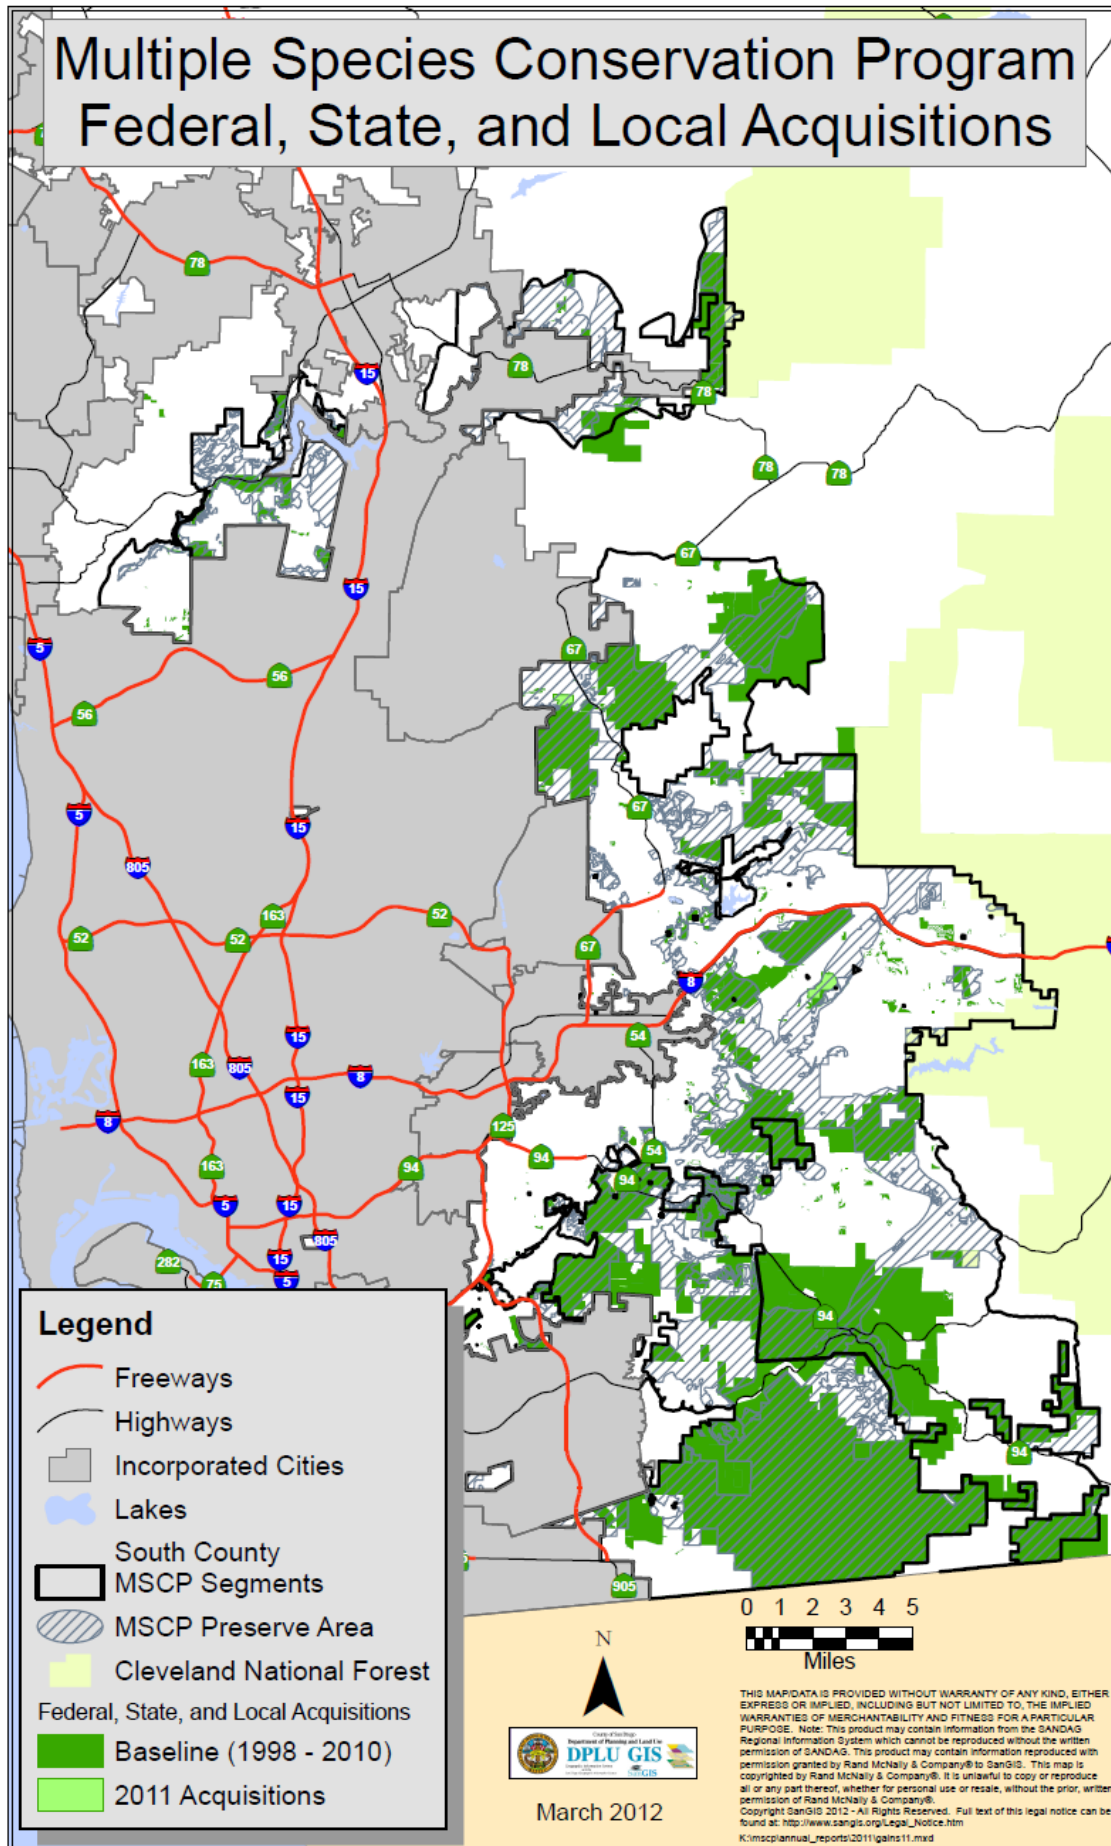 Multiple Species Conservation Program
Federal, State, and Local Acquisitions
78
78
15
78
78
78
67
15
5
67
56
56
5
67
15
805
163
52
52
52
67
8
15
54
163
805
8
15
8
125
94
54
94
163
94
5
15
805
282
15
75
5
94
94
905
Legend
Freeways
Highways
Incorporated Cities
Lakes
South County
MSCP Segments
MSCP Preserve Area
Cleveland National Forest
Federal, State, and Local Acquisitions
Baseline (1998 - 2010)
2011 Acquisitions
0 1 2 3 4 5
Miles
N
County of San Diego
Department of Planning and Land Use
DPLU GIS
SanGIS
March 2012
THIS MAP/DATA IS PROVIDED WITHOUT WARRANTY OF ANY KIND, EITHER
EXPRESS OR IMPLIED, INCLUDING BUT NOT LIMITED TO, THE IMPLIED
WARRANTIES OF MERCHANTABILITY AND FITNESS FOR A PARTICULAR
PURPOSE. Note: This product may contain information from the SANDAG
Regional Information System which cannot be reproduced without the written
permission of SANDAG. This product may contain information reproduced with
permission granted by Rand McNally & Company® to SanGIS. This map is
copyrighted by Rand McNally & Company®. It is unlawful to copy or reproduce
all or any part thereof, whether for personal use or resale, without the prior, written
permission of Rand McNally & Company®.
Copyright SanGIS 2012 - All Rights Reserved. Full text of this legal notice can be
found at: http://www.sangis.org/Legal_Notice.htm
K:\mscp\annual_reports\2011\gains11.mxd